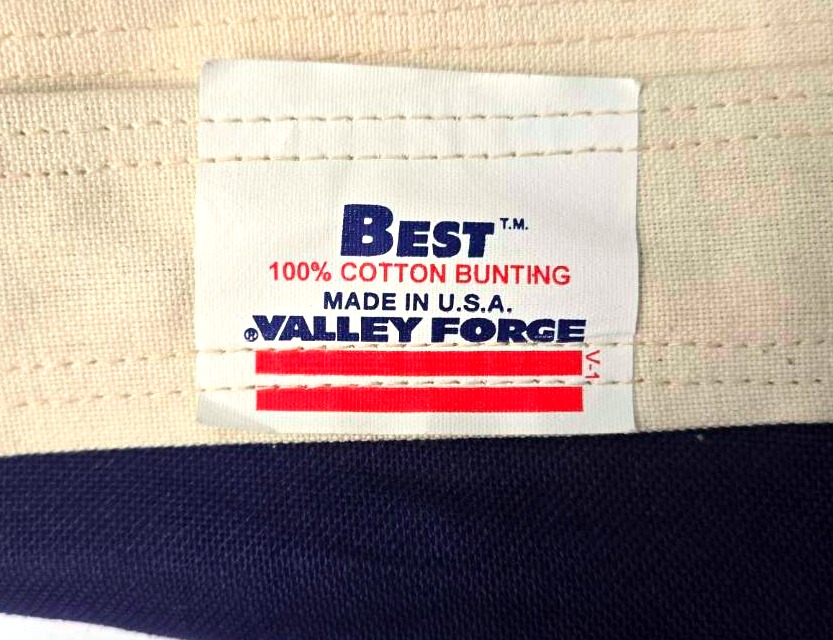 BEST T.M.
100% COTTON BUNTING
MADE IN U.S.A.
®VALLEY FORGE
V-1